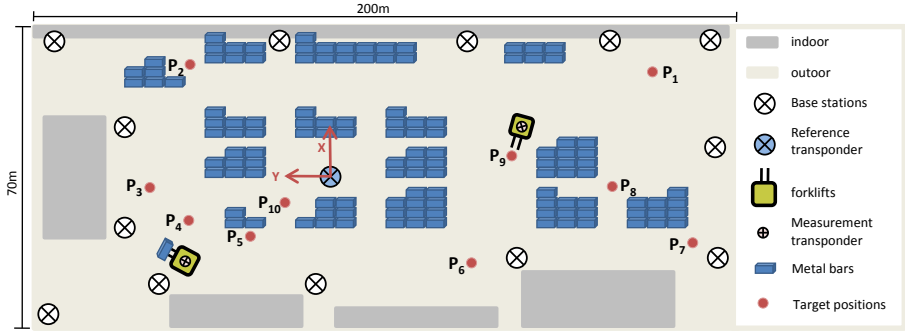 200m
70m
P1
P2
P3
P4
P5
P6
P7
P8
P9
P10
X
Y
indoor
outoor
Base stations
Reference
transponder
forklifts
Measurement
transponder
Metal bars
Target positions